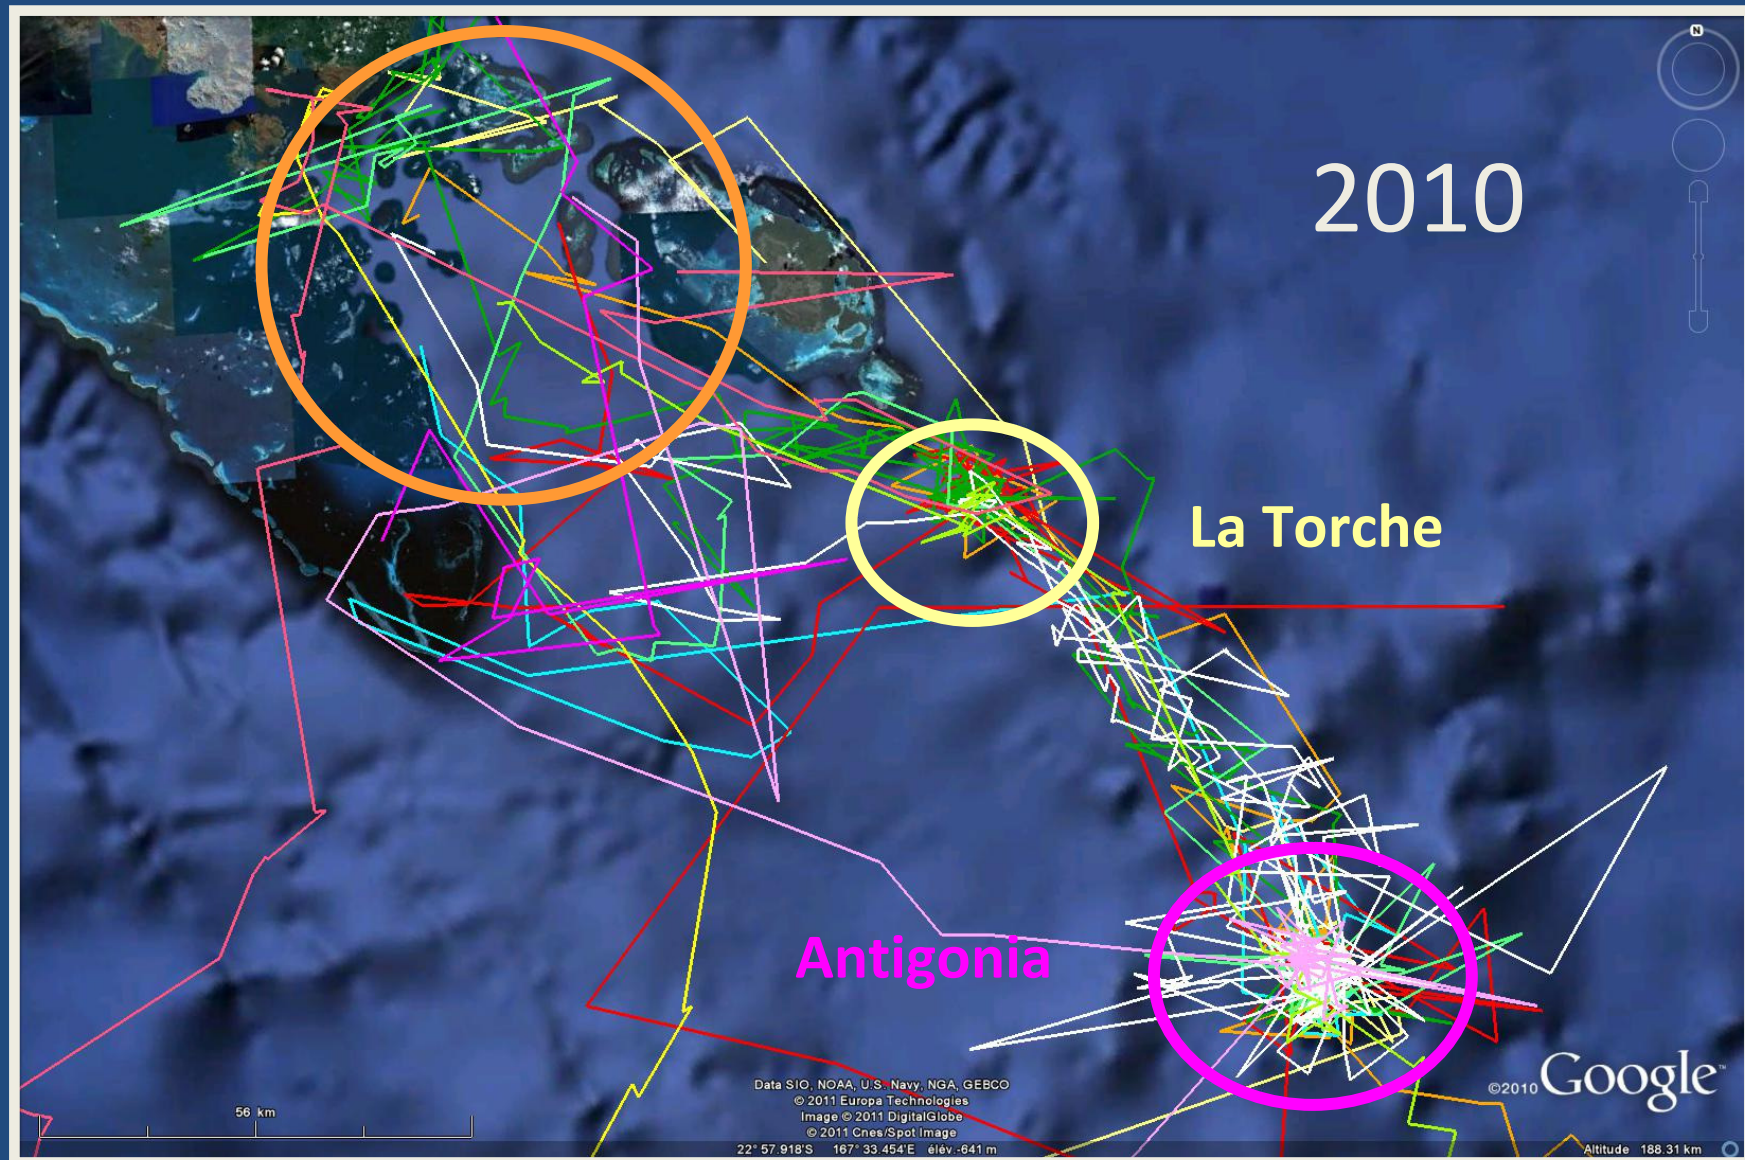 N
2010
La Torche
Antigonia
©2010 Google™
Data SIO, NOAA, U.S. Navy, NGA, GEBCO
© 2011 Europa Technologies
Image © 2011 DigitalGlobe
© 2011 Cnes/Spot Image
56 km
22° 57.918'S 167° 33.454'E élév.-641 m
Altitude 188.31 km